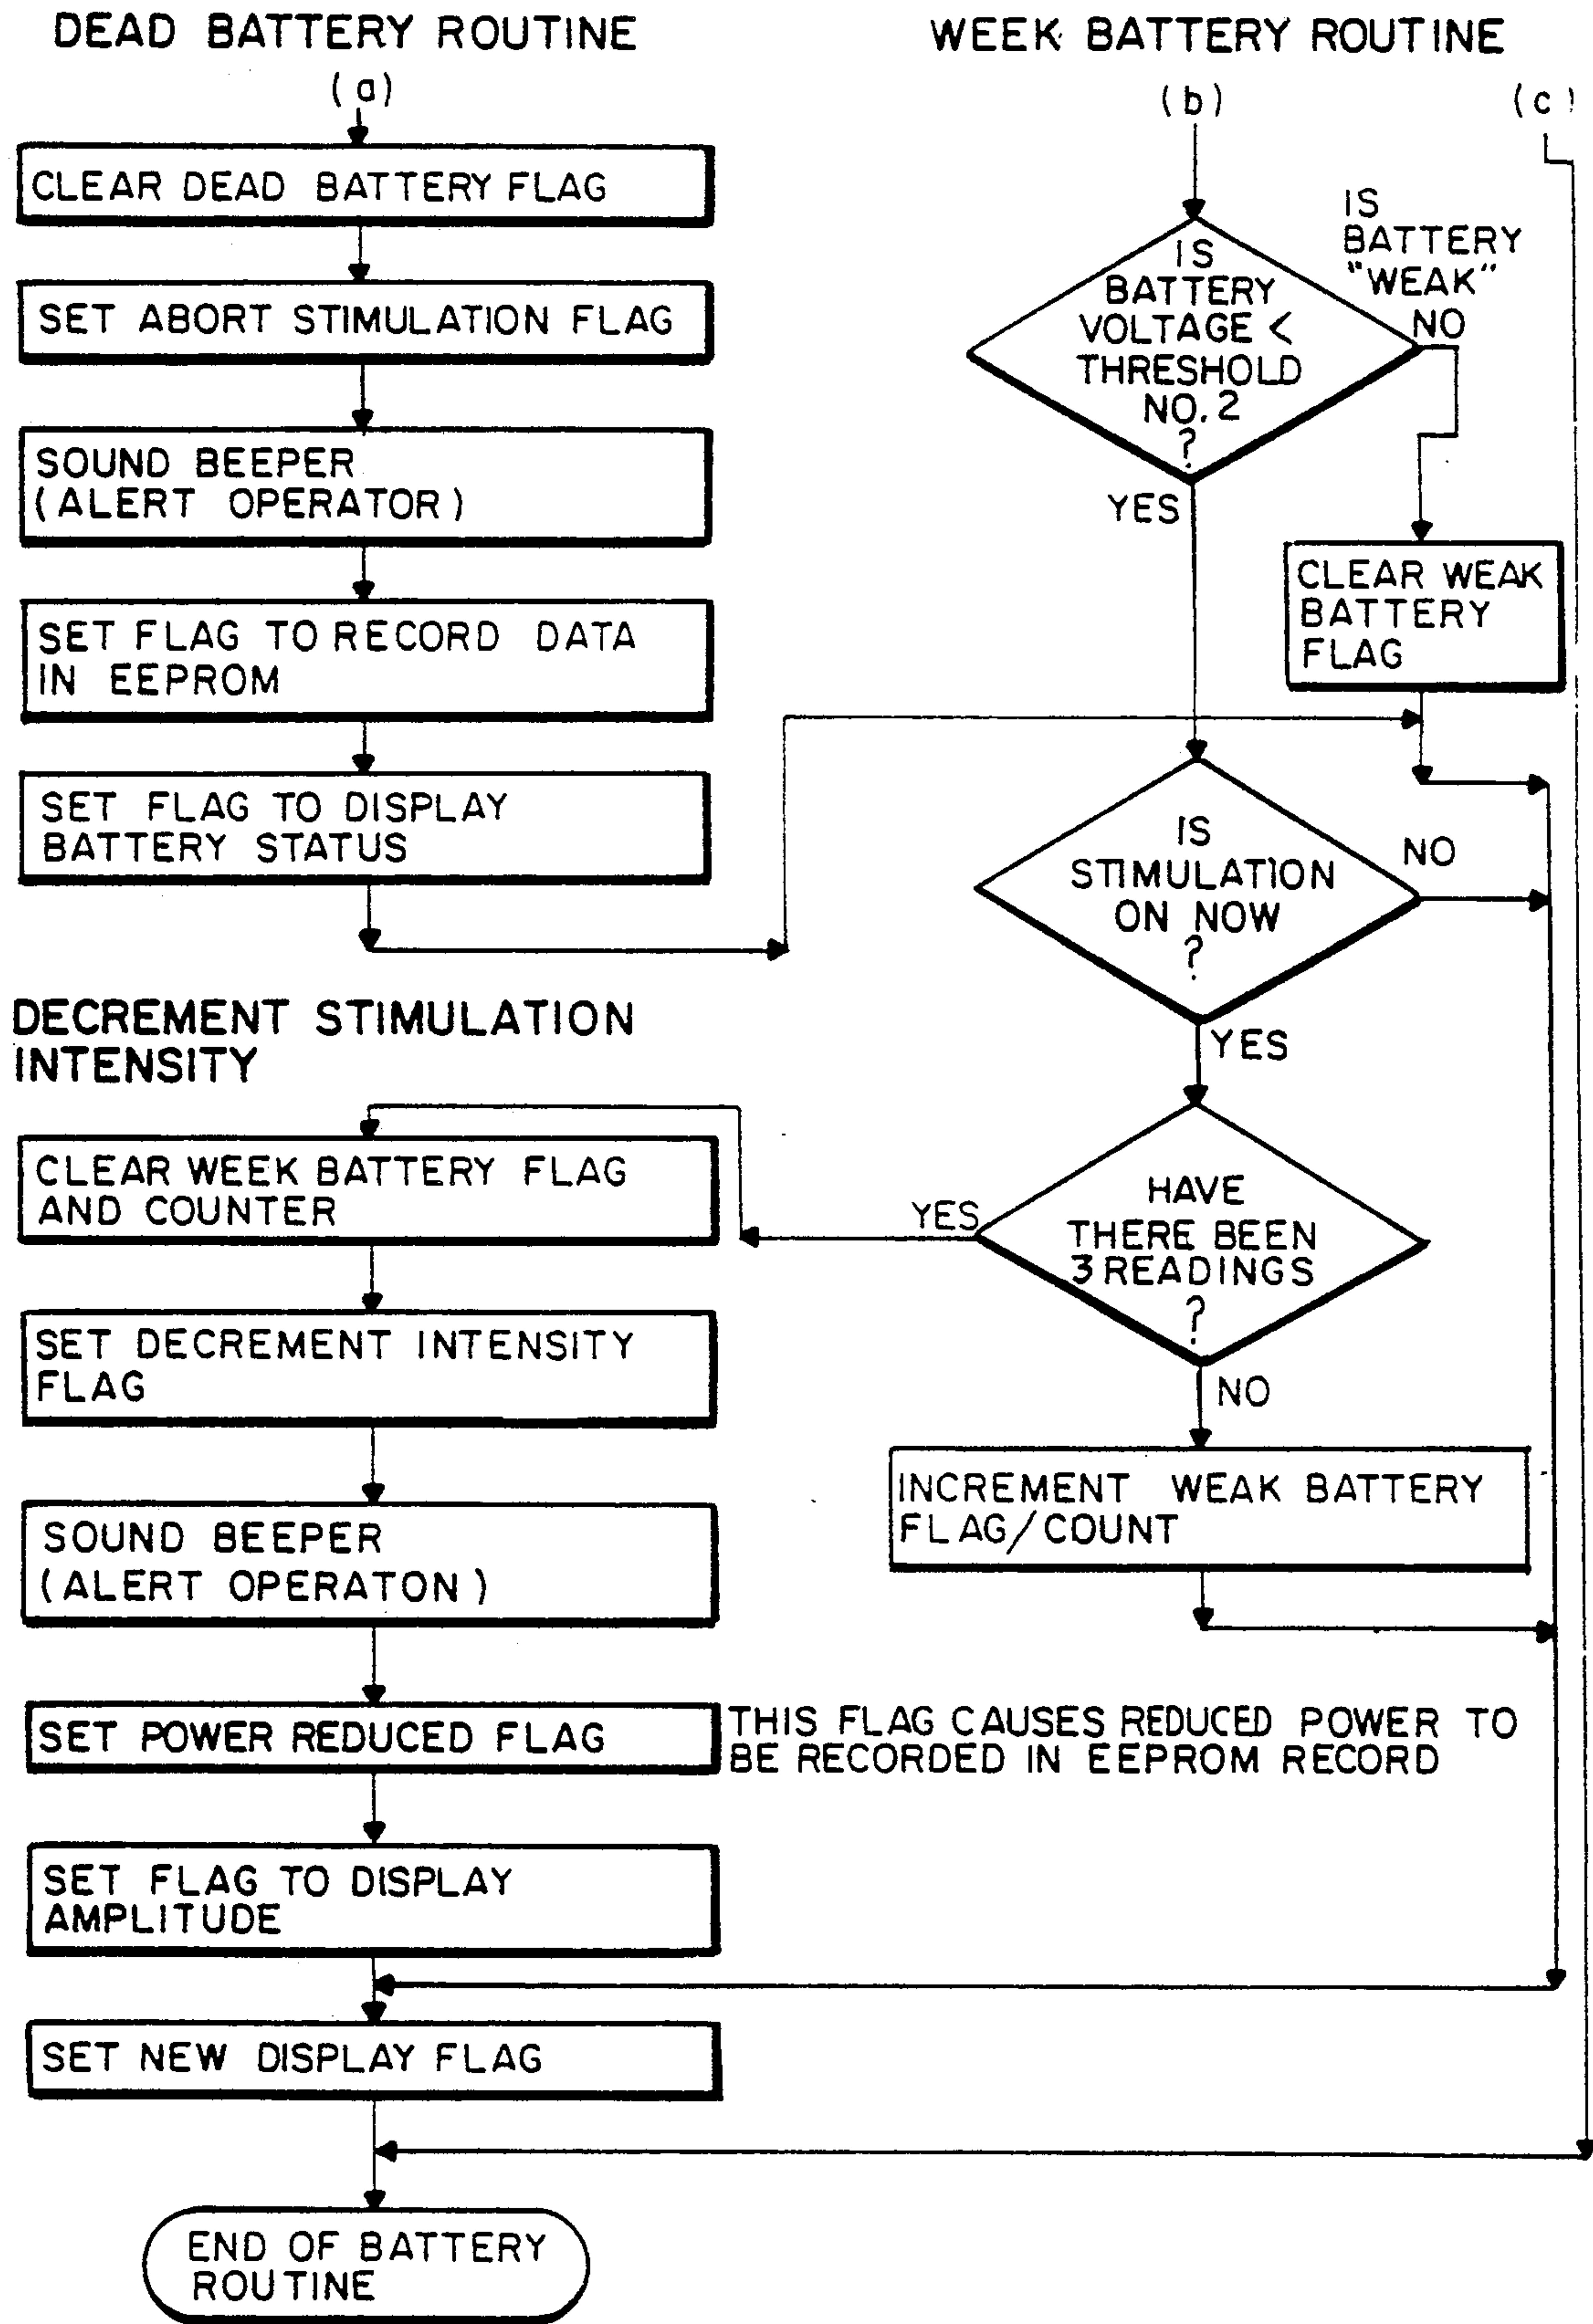 DEAD BATTERY ROUTINE
(a)
CLEAR DEAD BATTERY FLAG
SET ABORT STIMULATION FLAG
SOUND BEEPER
(ALERT OPERATOR)
SET FLAG TO RECORD DATA
IN EEPROM
SET FLAG TO DISPLAY
BATTERY STATUS
WEEK BATTERY ROUTINE
(b)
(c)
IS
BATTERY
VOLTAGE <
THRESHOLD
NO. 2
?
IS
BATTERY
"WEAK"
NO
YES
CLEAR WEAK
BATTERY
FLAG
IS
STIMULATION
ON NOW
?
NO
YES
HAVE
THERE BEEN
3 READINGS
?
YES
NO
INCREMENT WEAK BATTERY
FLAG/COUNT
DECREMENT STIMULATION
INTENSITY
CLEAR WEEK BATTERY FLAG
AND COUNTER
SET DECREMENT INTENSITY
FLAG
SOUND BEEPER
(ALERT OPERATON)
SET POWER REDUCED FLAG
THIS FLAG CAUSES REDUCED POWER TO
BE RECORDED IN EEPROM RECORD
SET FLAG TO DISPLAY
AMPLITUDE
SET NEW DISPLAY FLAG
END OF BATTERY
ROUTINE